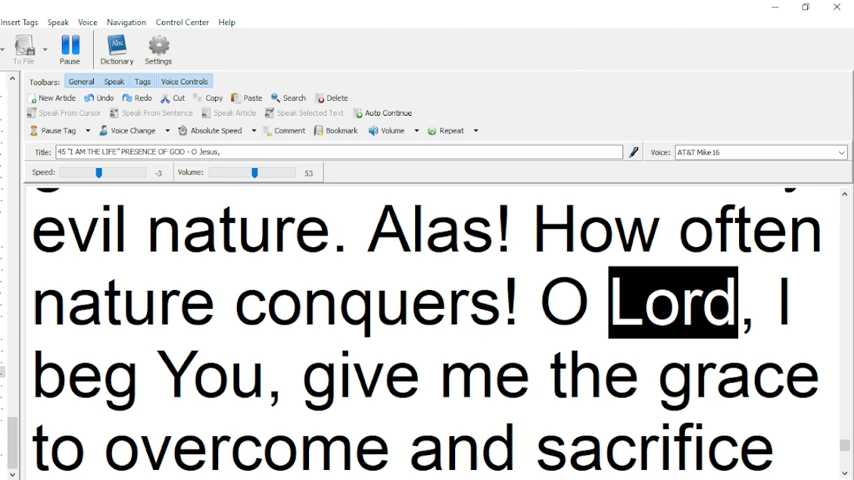 Insert Tags Speak Voice Navigation Control Center Help
To File Pause Dictionary Settings
Abc
Toolbars: General Speak Tags Voice Controls
New Article Undo Redo Cut Copy Paste Search Delete
Speak From Cursor Speak From Sentence Speak Article Speak Selected Text Auto Continue
Pause Tag Voice Change Absolute Speed Comment Bookmark Volume Repeat
Title: 45 "I AM THE LIFE" PRESENCE OF GOD - O Jesus, Voice: AT&T Mike16
Speed: -3 Volume: 53
evil nature. Alas! How often
nature conquers! O Lord, I
beg You, give me the grace
to overcome and sacrifice